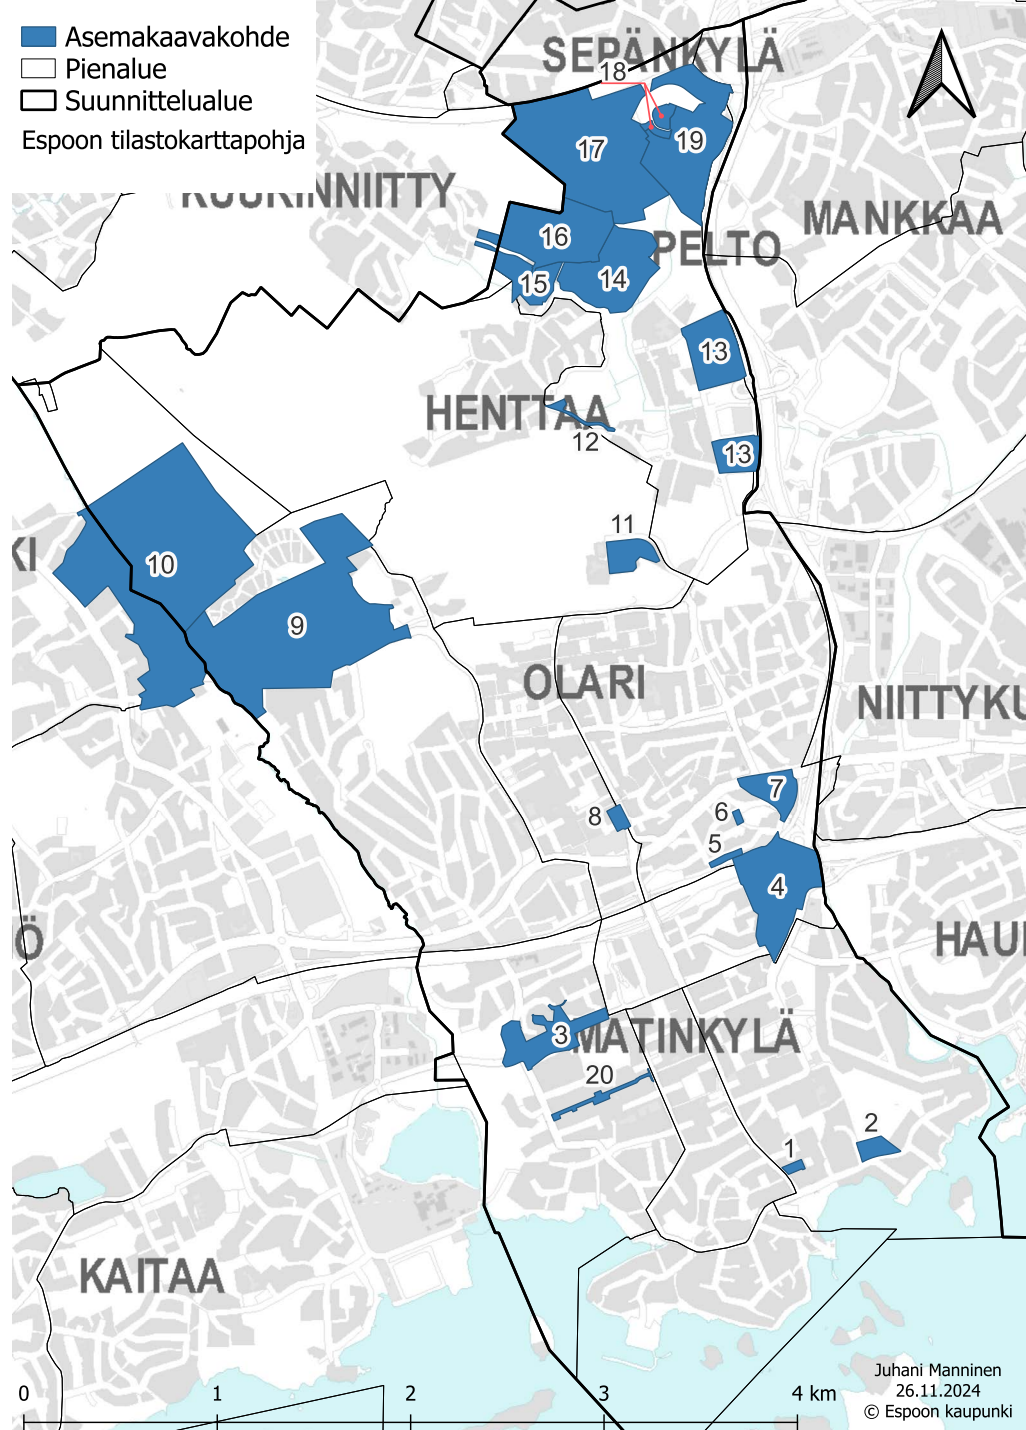 Asemakaavakohde
Pienalue
Suunnittelualue
Espoon tilastokarttapohja
SEPÄNKYLÄ
18
17
19
KUURINNIITTY
MANKKAA
16
PELTO
15
14
13
HENTTAA
12
13
11
KI
10
9
OLARI
NIITTYKU
7
6
8
5
4
Ö
HAU
3
MATINKYLÄ
20
2
1
KAITAA
Juhani Manninen
26.11.2024
© Espoon kaupunki
0 1 2 3 4 km